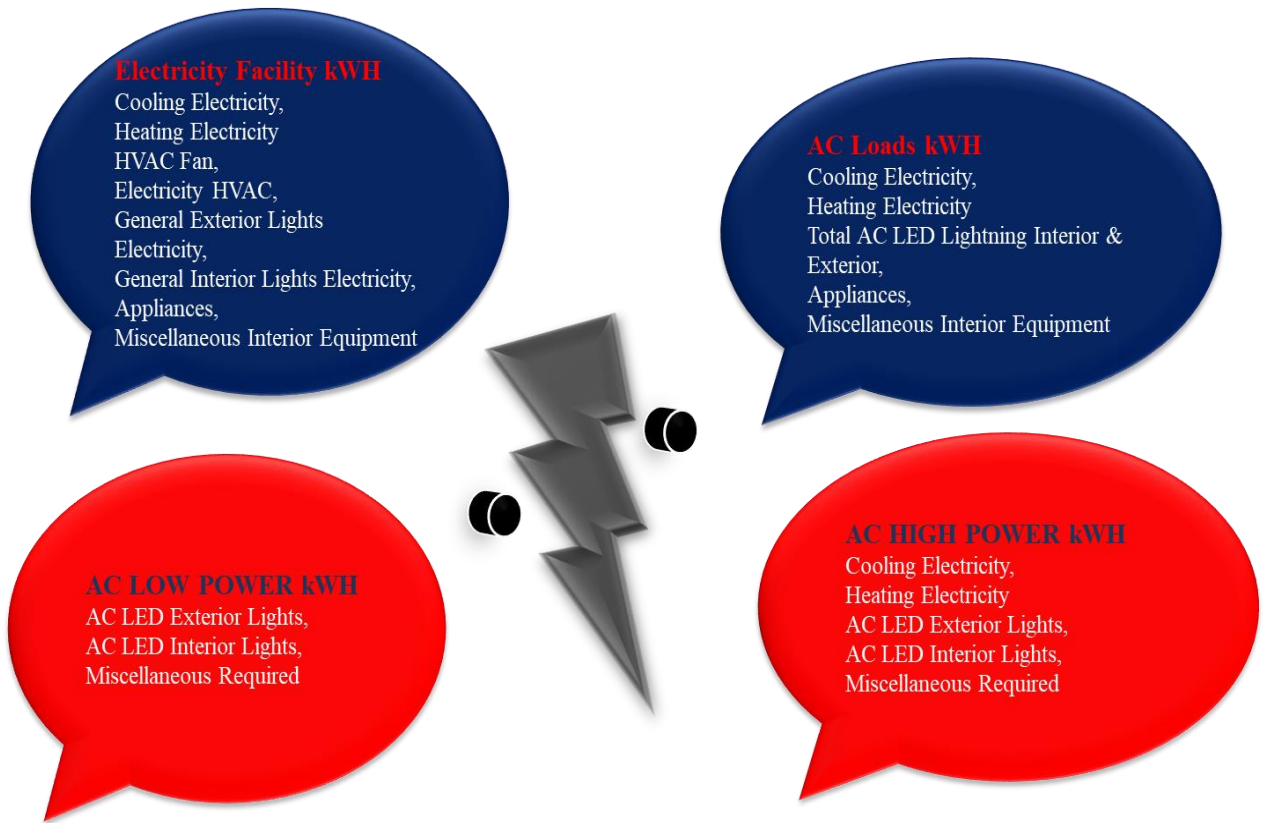 Electricity Facility kWH
Cooling Electricity,
Heating Electricity
HVAC Fan,
Electricity HVAC,
General Exterior Lights
Electricity,
General Interior Lights Electricity,
Appliances,
Miscellaneous Interior Equipment
AC Loads kWH
Cooling Electricity,
Heating Electricity
Total AC LED Lightning Interior &
Exterior,
Appliances,
Miscellaneous Interior Equipment
AC LOW POWER kWH
AC LED Exterior Lights,
AC LED Interior Lights,
Miscellaneous Required
AC HIGH POWER kWH
Cooling Electricity,
Heating Electricity
AC LED Exterior Lights,
AC LED Interior Lights,
Miscellaneous Required